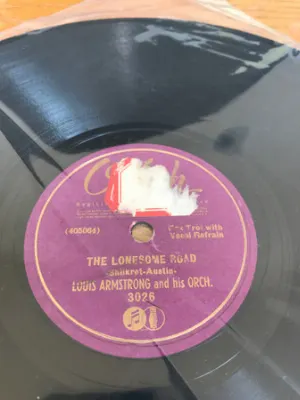 (405064)
Fox Trot with
Vocal Refrain
THE LONESOME ROAD
-Shilkret-Austin-
LOUIS ARMSTRONG and his ORCH.
3026